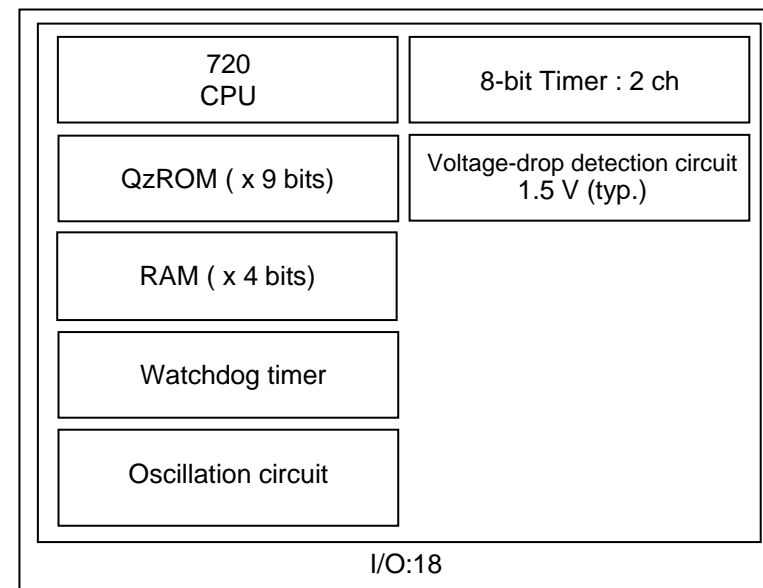 720
CPU
8-bit Timer : 2 ch
QzROM ( x 9 bits)
Voltage-drop detection circuit
1.5 V (typ.)
RAM ( x 4 bits)
Watchdog timer
Oscillation circuit
I/O:18